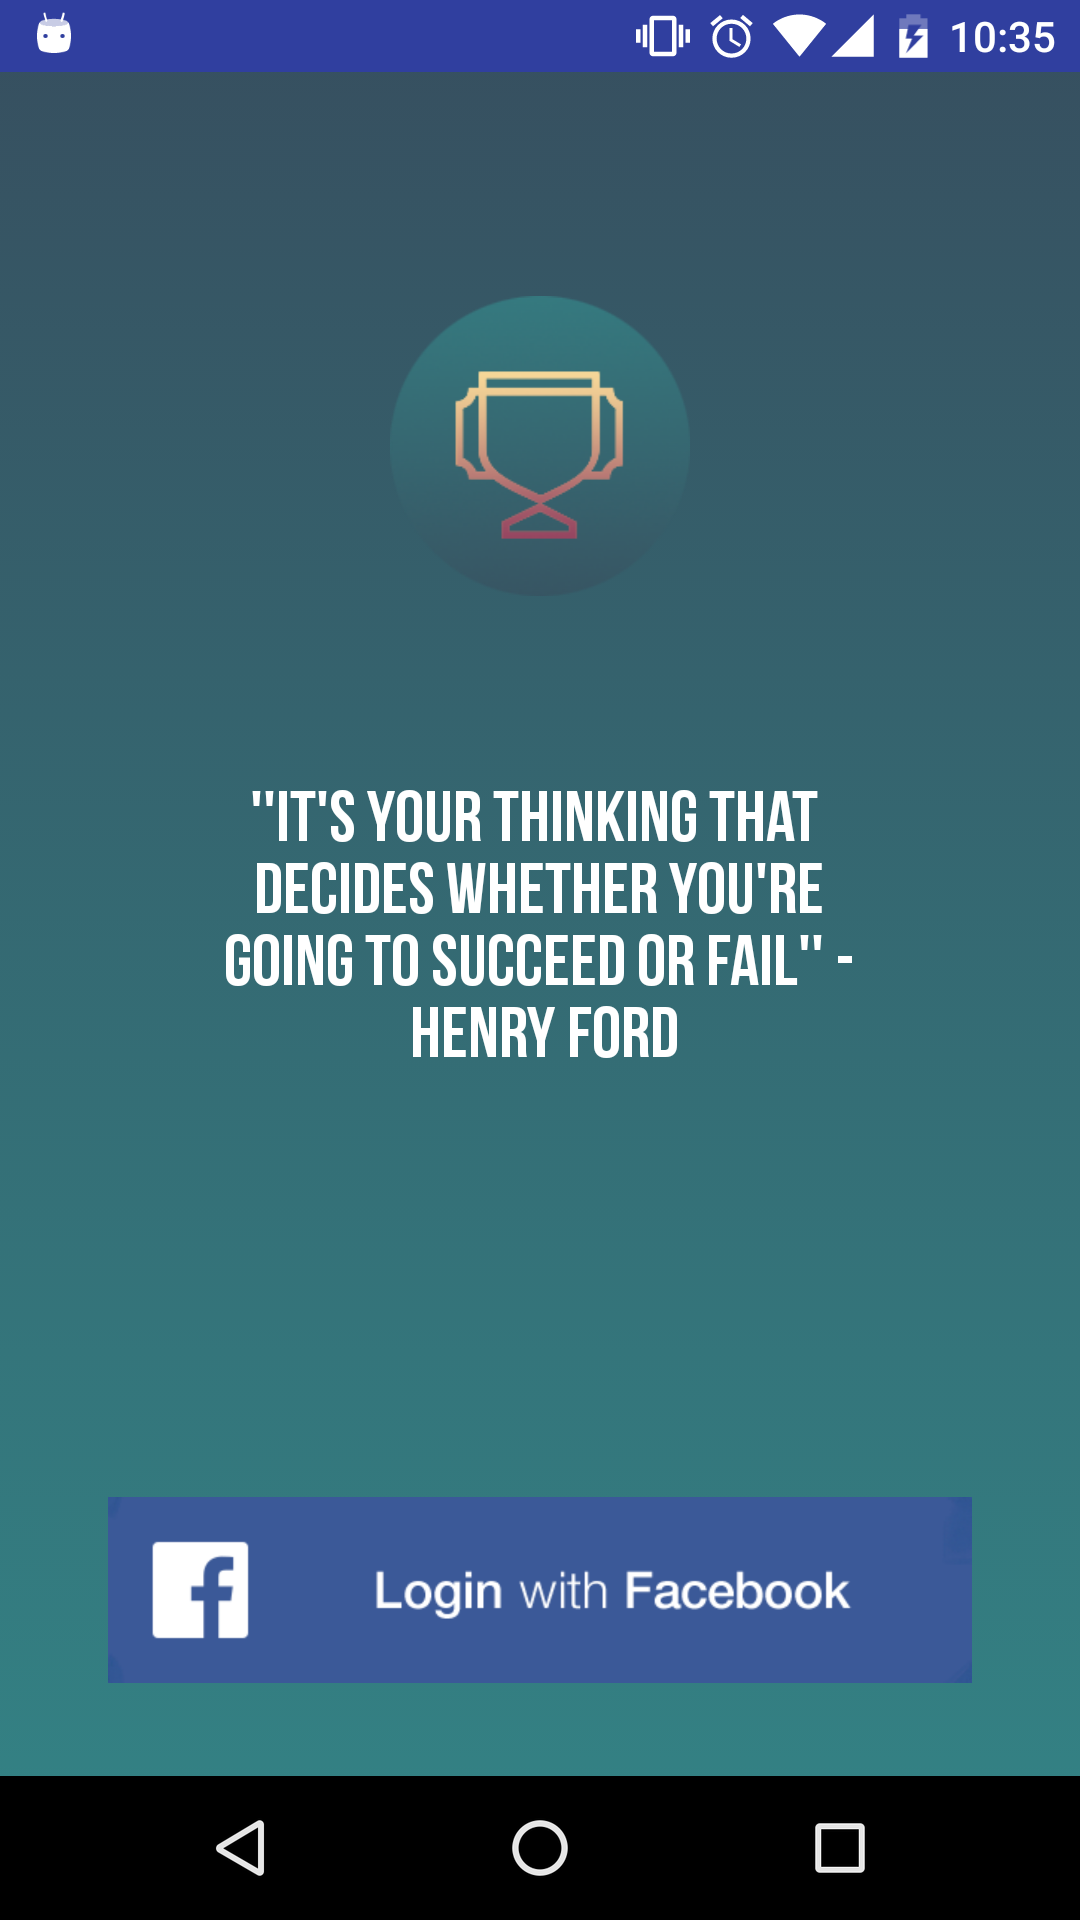 10:35
"IT'S YOUR THINKING THAT
DECIDES WHETHER YOU'RE
GOING TO SUCCEED OR FAIL" -
HENRY FORD
Login with Facebook